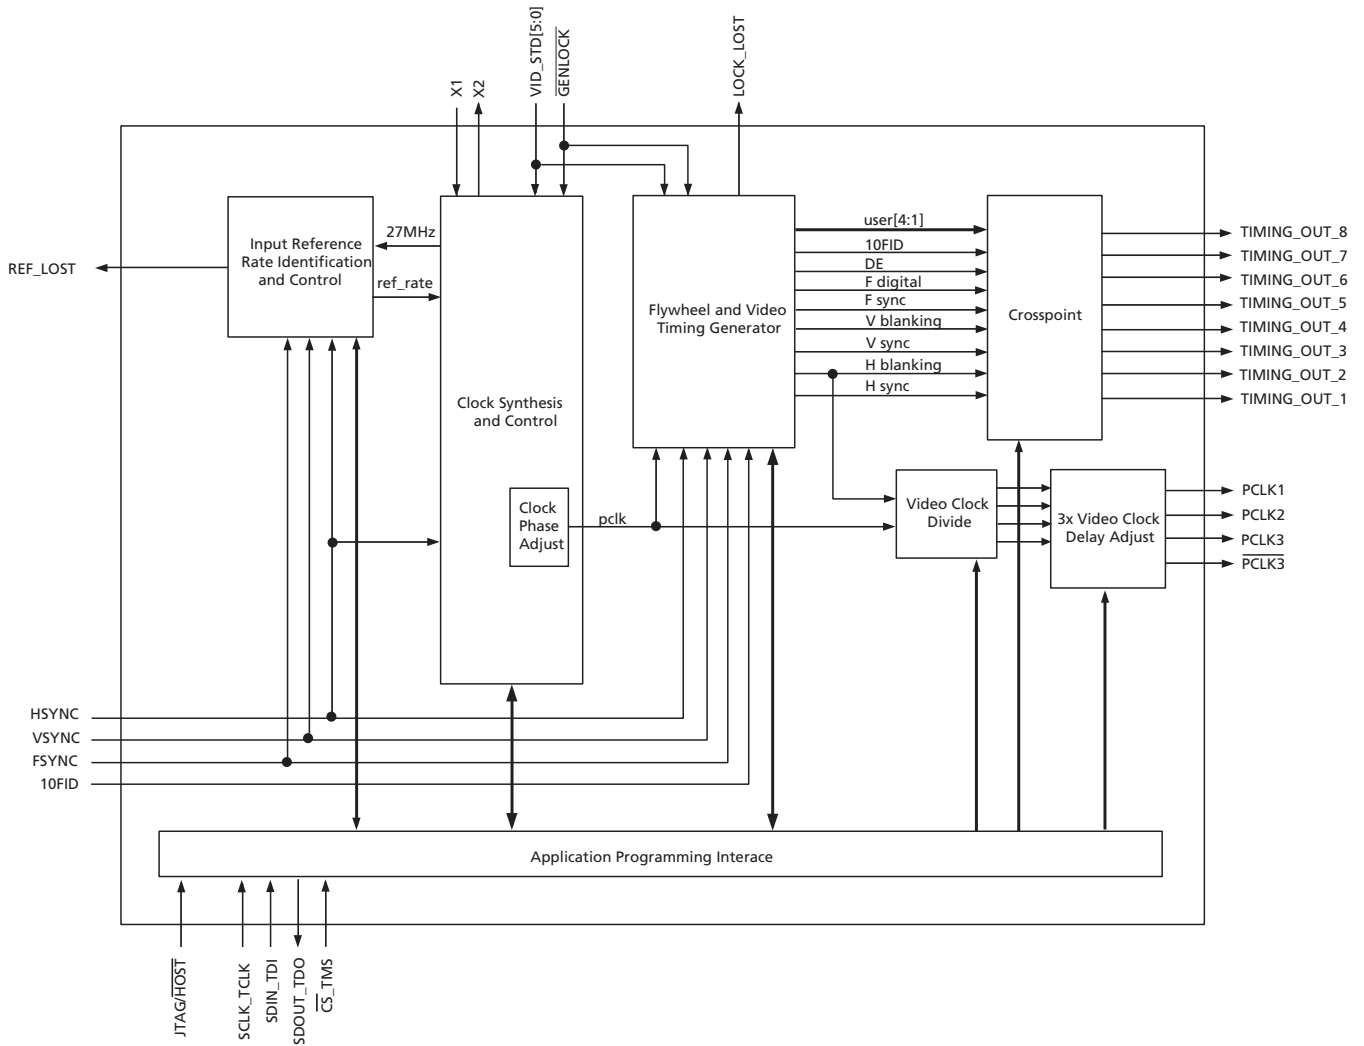 X1
X2
VID_STD[5:0]
GENLOCK
LOCK_LOST
Input Reference
Rate Identification
and Control
27MHz
ref_rate
REF_LOST
Clock Synthesis
and Control
Clock
Phase
Adjust
pclk
Flywheel and Video
Timing Generator
user[4:1]
10FID
DE
F digital
F sync
V blanking
V sync
H blanking
H sync
Crosspoint
TIMING_OUT_8
TIMING_OUT_7
TIMING_OUT_6
TIMING_OUT_5
TIMING_OUT_4
TIMING_OUT_3
TIMING_OUT_2
TIMING_OUT_1
Video Clock
Divide
3x Video Clock
Delay Adjust
PCLK1
PCLK2
PCLK3
PCLK3
HSYNC
VSYNC
FSYNC
10FID
Application Programming Interace
JTAG/HOST
SCLK_TCLK
SDIN_TDI
SDOUT_TDO
CS_TMS